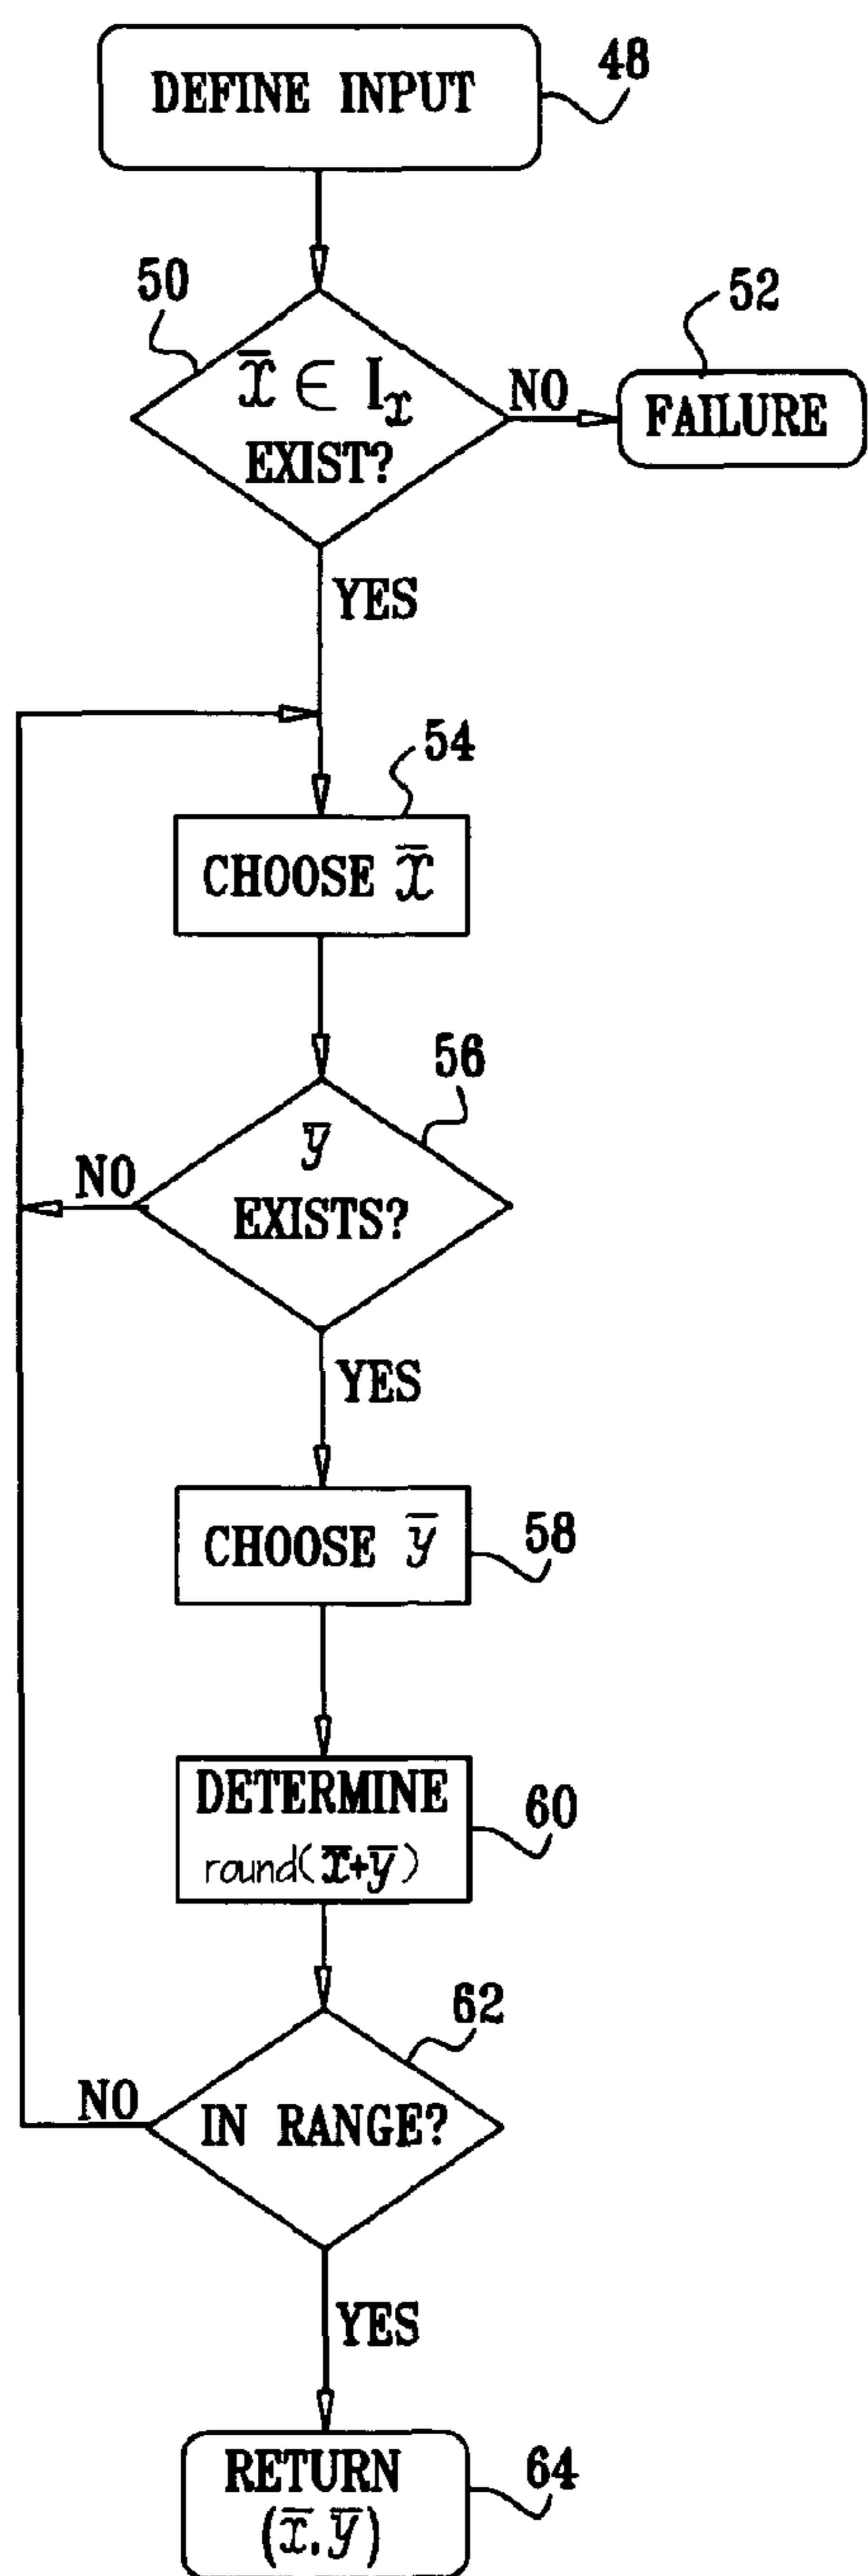 DEFINE INPUT
48
50
x̄ ∈ Iₓ
EXIST?
NO
52
FAILURE
YES
54
CHOOSE x̄
56
ȳ
EXISTS?
NO
YES
CHOOSE ȳ
58
DETERMINE
round(x̄+ȳ)
60
62
IN RANGE?
NO
YES
RETURN
(x̄.ȳ)
64